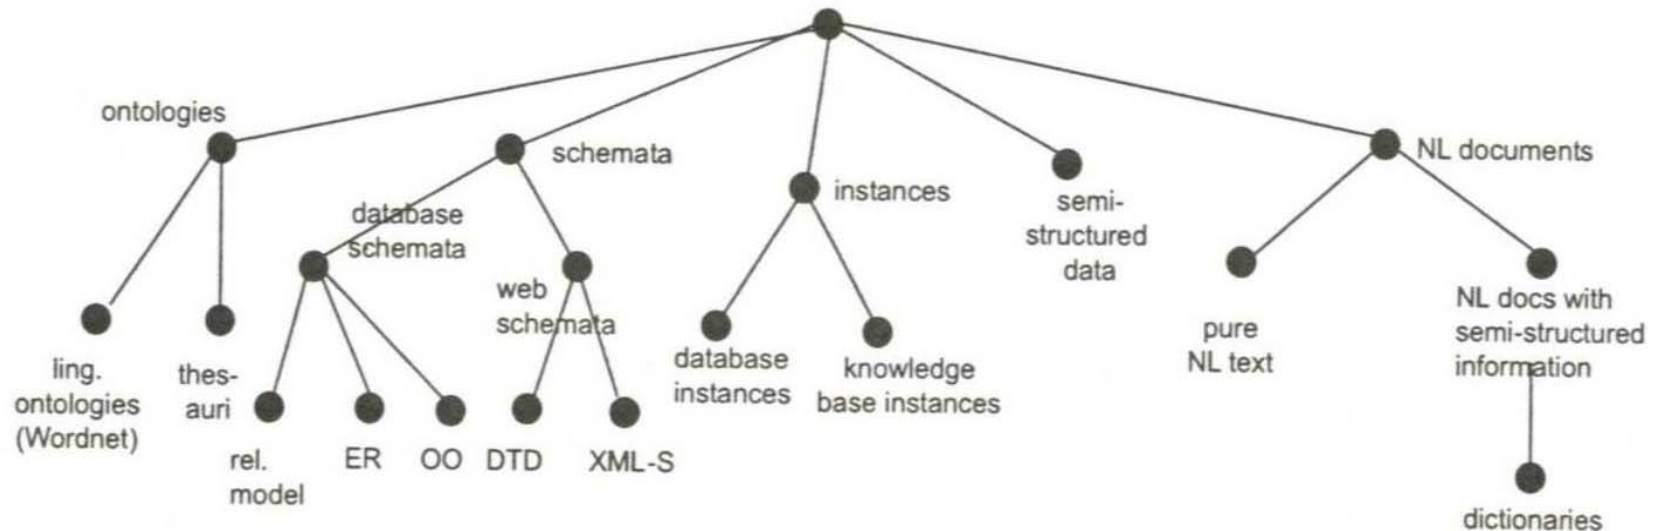 ontologies
schemata
NL documents
instances
semi-
structured
data
database
schemata
web
schemata
NL docs with
semi-structured
information
pure
NL text
database
instances
knowledge
base instances
ling.
ontologies
(Wordnet)
thes-
auri
rel.
model
ER
OO
DTD
XML-S
dictionaries